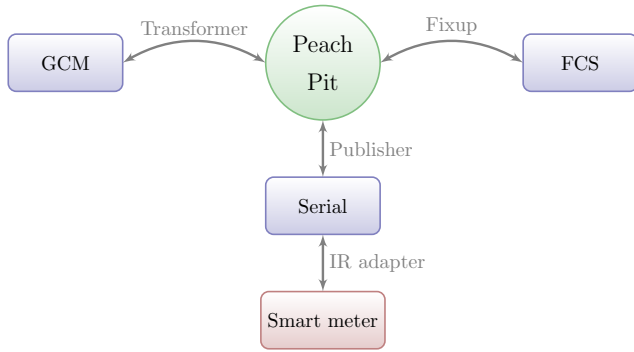 Transformer
Fixup
GCM
Peach
Pit
FCS
Publisher
Serial
IR adapter
Smart meter